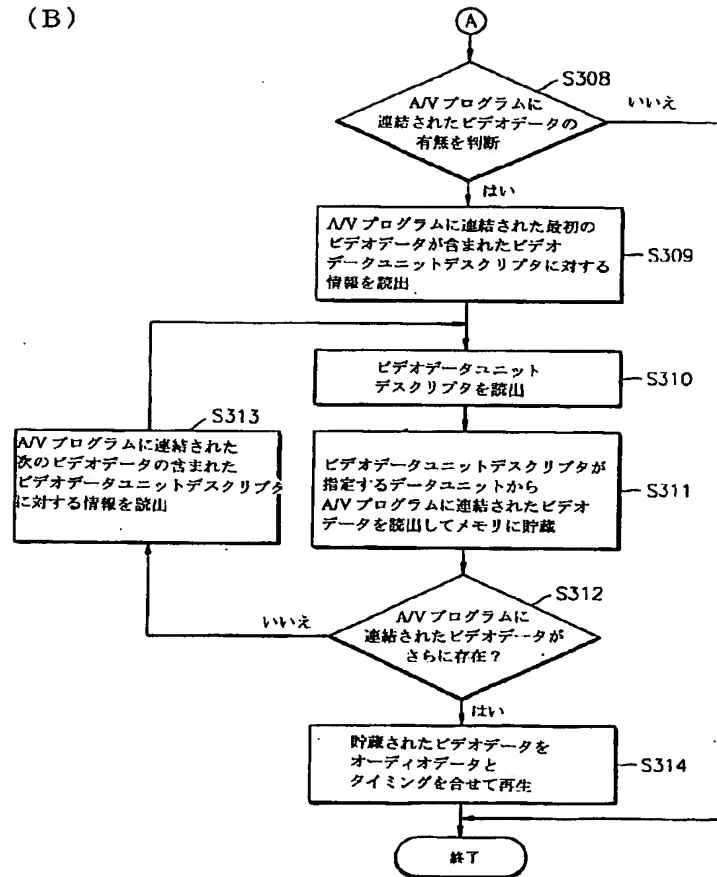 (B)
A
S308
A/V プログラムに
連結されたビデオデータの
有無を判断
いいえ
はい
A/V プログラムに連結された最初の
ビデオデータが含まれたビデオ
データユニットデスクリプタに対する
情報を読出
S309
ビデオデータユニット
デスクリプタを読出
S310
S313
A/V プログラムに連結された
次のビデオデータの含まれた
ビデオデータユニットデスクリプタ
に対する情報を読出
ビデオデータユニットデスクリプタが
指定するデータユニットから
A/V プログラムに連結されたビデオ
データを読出してメモリに貯蔵
S311
S312
A/V プログラムに
連結されたビデオデータが
さらに存在?
いいえ
はい
貯蔵されたビデオデータを
オーディオデータと
タイミングを合せて再生
S314
終了